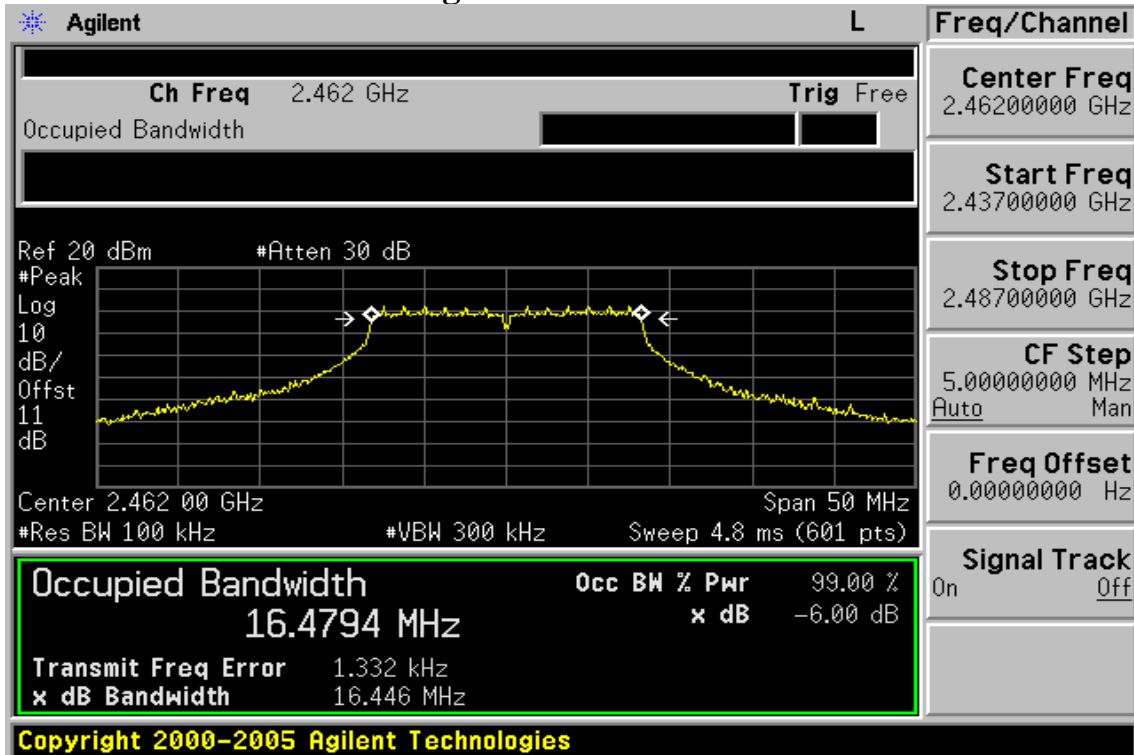 Agilent L
Freq/Channel
Ch Freq 2.462 GHz Trig Free
Occupied Bandwidth
Center Freq
2.46200000 GHz
Start Freq
2.43700000 GHz
Stop Freq
2.48700000 GHz
CF Step
5.00000000 MHz
Auto Man
Freq Offset
0.00000000 Hz
Signal Track
On Off
Ref 20 dBm #Atten 30 dB
#Peak
Log
10
dB/
Offst
11
dB
Center 2.462 00 GHz Span 50 MHz
#Res BW 100 kHz #VBW 300 kHz Sweep 4.8 ms (601 pts)
Occupied Bandwidth
16.4794 MHz
Occ BW % Pwr 99.00 %
x dB -6.00 dB
Transmit Freq Error 1.332 kHz
x dB Bandwidth 16.446 MHz
Copyright 2000-2005 Agilent Technologies